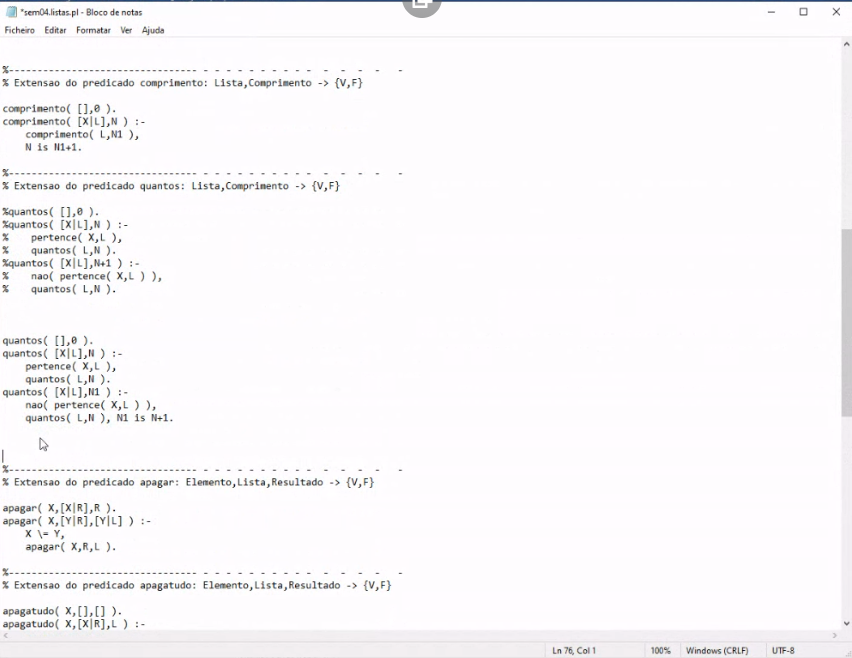 *sem04.listas.pl - Bloco de notas
Ficheiro Editar Formatar Ver Ajuda
%-------------------------------- - - - - - - - - - - - - - - - -
% Extensao do predicado comprimento: Lista,Comprimento -> {V,F}
comprimento( [],0 ).
comprimento( [X|L],N ) :-
    comprimento( L,N1 ),
    N is N1+1.
%-------------------------------- - - - - - - - - - - - - - - - -
% Extensao do predicado quantos: Lista,Comprimento -> {V,F}
%quantos( [],0 ).
%quantos( [X|L],N ) :-
%    pertence( X,L ),
%    quantos( L,N ).
%quantos( [X|L],N+1 ) :-
%    nao( pertence( X,L ) ),
%    quantos( L,N ).
quantos( [],0 ).
quantos( [X|L],N ) :-
    pertence( X,L ),
    quantos( L,N ).
quantos( [X|L],N1 ) :-
    nao( pertence( X,L ) ),
    quantos( L,N ), N1 is N+1.
%-------------------------------- - - - - - - - - - - - - - - - -
% Extensao do predicado apagar: Elemento,Lista,Resultado -> {V,F}
apagar( X,[X|R],R ).
apagar( X,[Y|R],[Y|L] ) :-
    X \= Y,
    apagar( X,R,L ).
%-------------------------------- - - - - - - - - - - - - - - - -
% Extensao do predicado apagatudo: Elemento,Lista,Resultado -> {V,F}
apagatudo( X,[],[] ).
apagatudo( X,[X|R],L ) :-
Ln 76, Col 1 100% Windows (CRLF) UTF-8